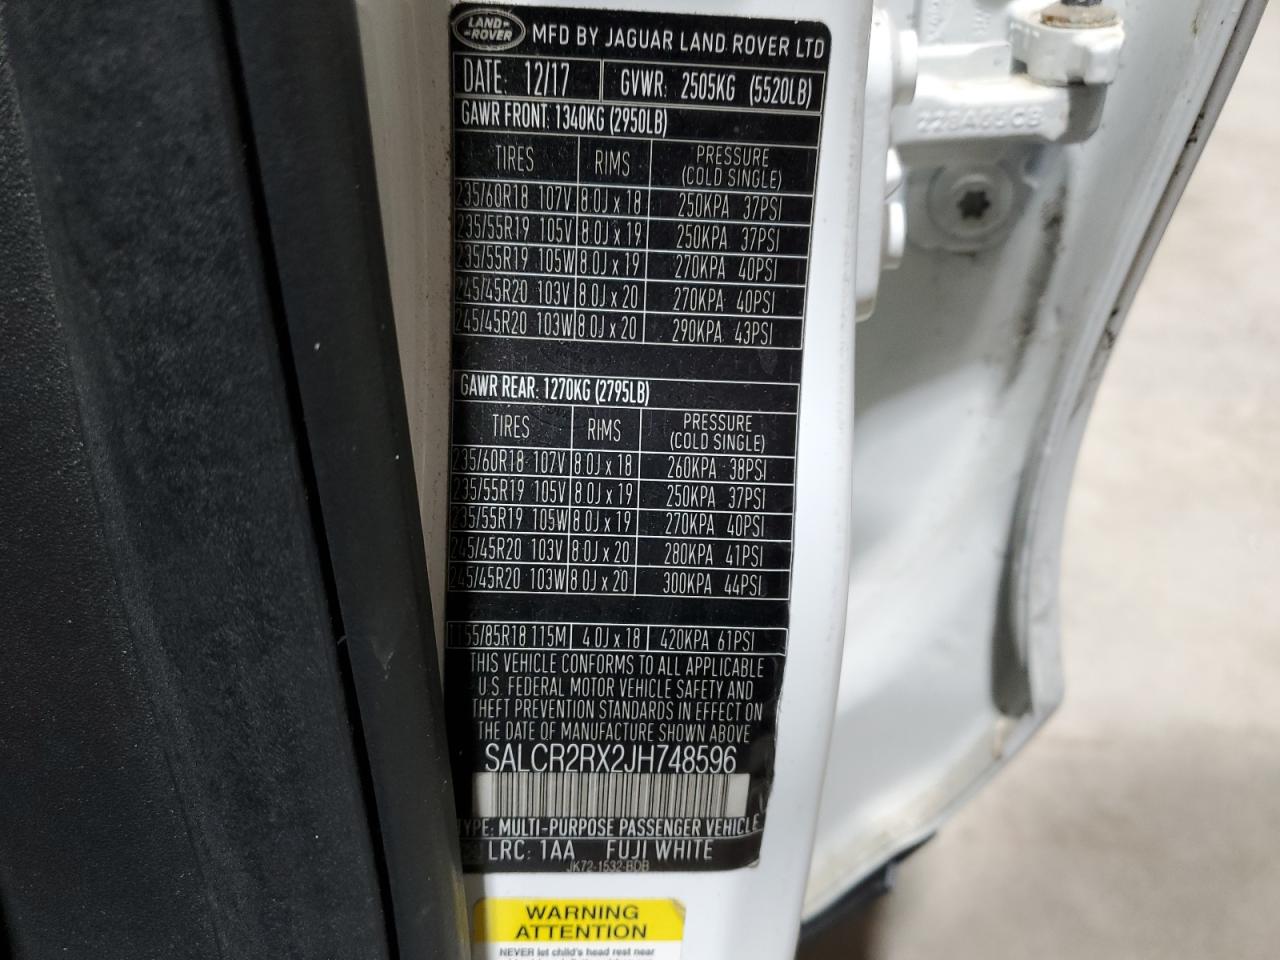 LAND-
-ROVER
MFD BY JAGUAR LAND ROVER LTD
DATE: 12/17 GVWR: 2505KG (5520LB)
GAWR FRONT: 1340KG (2950LB)
TIRES RIMS PRESSURE (COLD SINGLE)
235/60R18 107V 8.0J x 18 250KPA 37PSI
235/55R19 105V 8.0J x 19 250KPA 37PSI
235/55R19 105W 8.0J x 19 270KPA 40PSI
245/45R20 103V 8.0J x 20 270KPA 40PSI
245/45R20 103W 8.0J x 20 290KPA 43PSI
GAWR REAR: 1270KG (2795LB)
TIRES RIMS PRESSURE (COLD SINGLE)
235/60R18 107V 8.0J x 18 260KPA 38PSI
235/55R19 105V 8.0J x 19 250KPA 37PSI
235/55R19 105W 8.0J x 19 270KPA 40PSI
245/45R20 103V 8.0J x 20 280KPA 41PSI
245/45R20 103W 8.0J x 20 300KPA 44PSI
T155/85R18 115M 4.0J x 18 420KPA 61PSI
THIS VEHICLE CONFORMS TO ALL APPLICABLE
U.S. FEDERAL MOTOR VEHICLE SAFETY AND
THEFT PREVENTION STANDARDS IN EFFECT ON
THE DATE OF MANUFACTURE SHOWN ABOVE
SALCR2RX2JH748596
TYPE: MULTI-PURPOSE PASSENGER VEHICLE
LRC: 1AA FUJI WHITE
JK72-1532-BDB
WARNING
ATTENTION
NEVER let child's head rest near